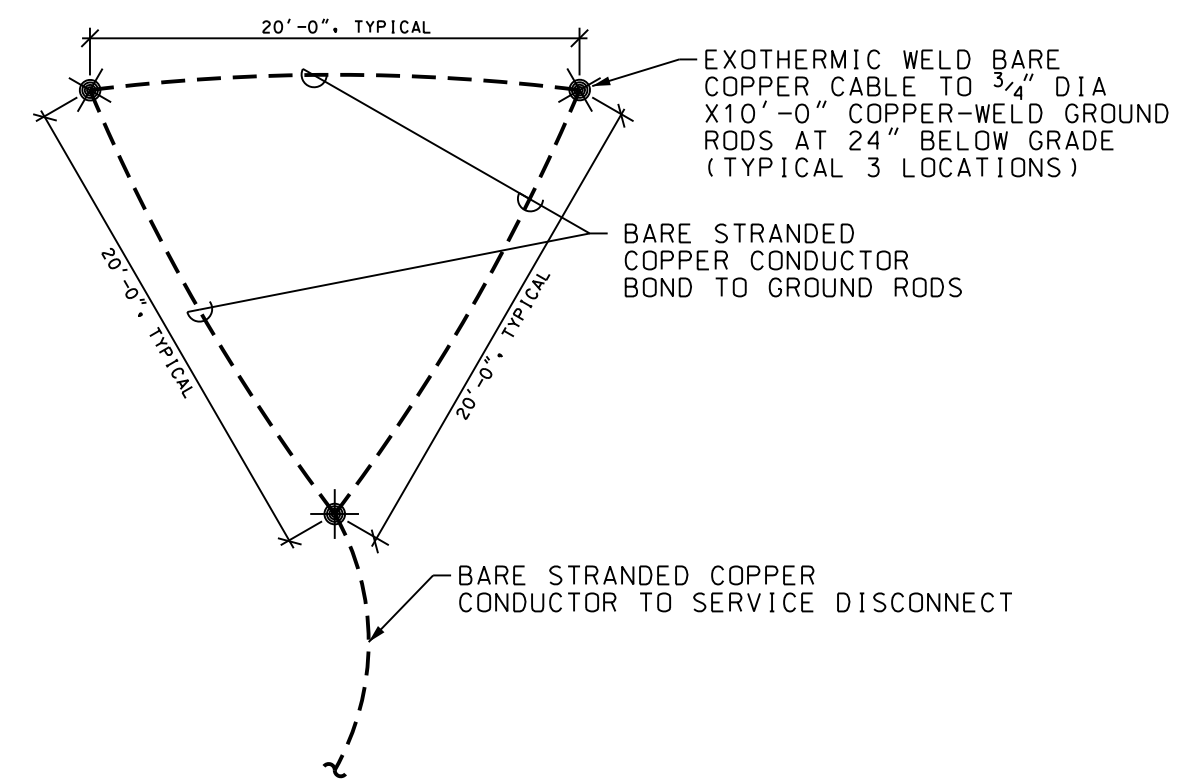 20'-0", TYPICAL
EXOTHERMIC WELD BARE
COPPER CABLE TO 3/4" DIA
X10'-0" COPPER-WELD GROUND
RODS AT 24" BELOW GRADE
(TYPICAL 3 LOCATIONS)
BARE STRANDED
COPPER CONDUCTOR
BOND TO GROUND RODS
20'-0", TYPICAL
20'-0", TYPICAL
BARE STRANDED COPPER
CONDUCTOR TO SERVICE DISCONNECT